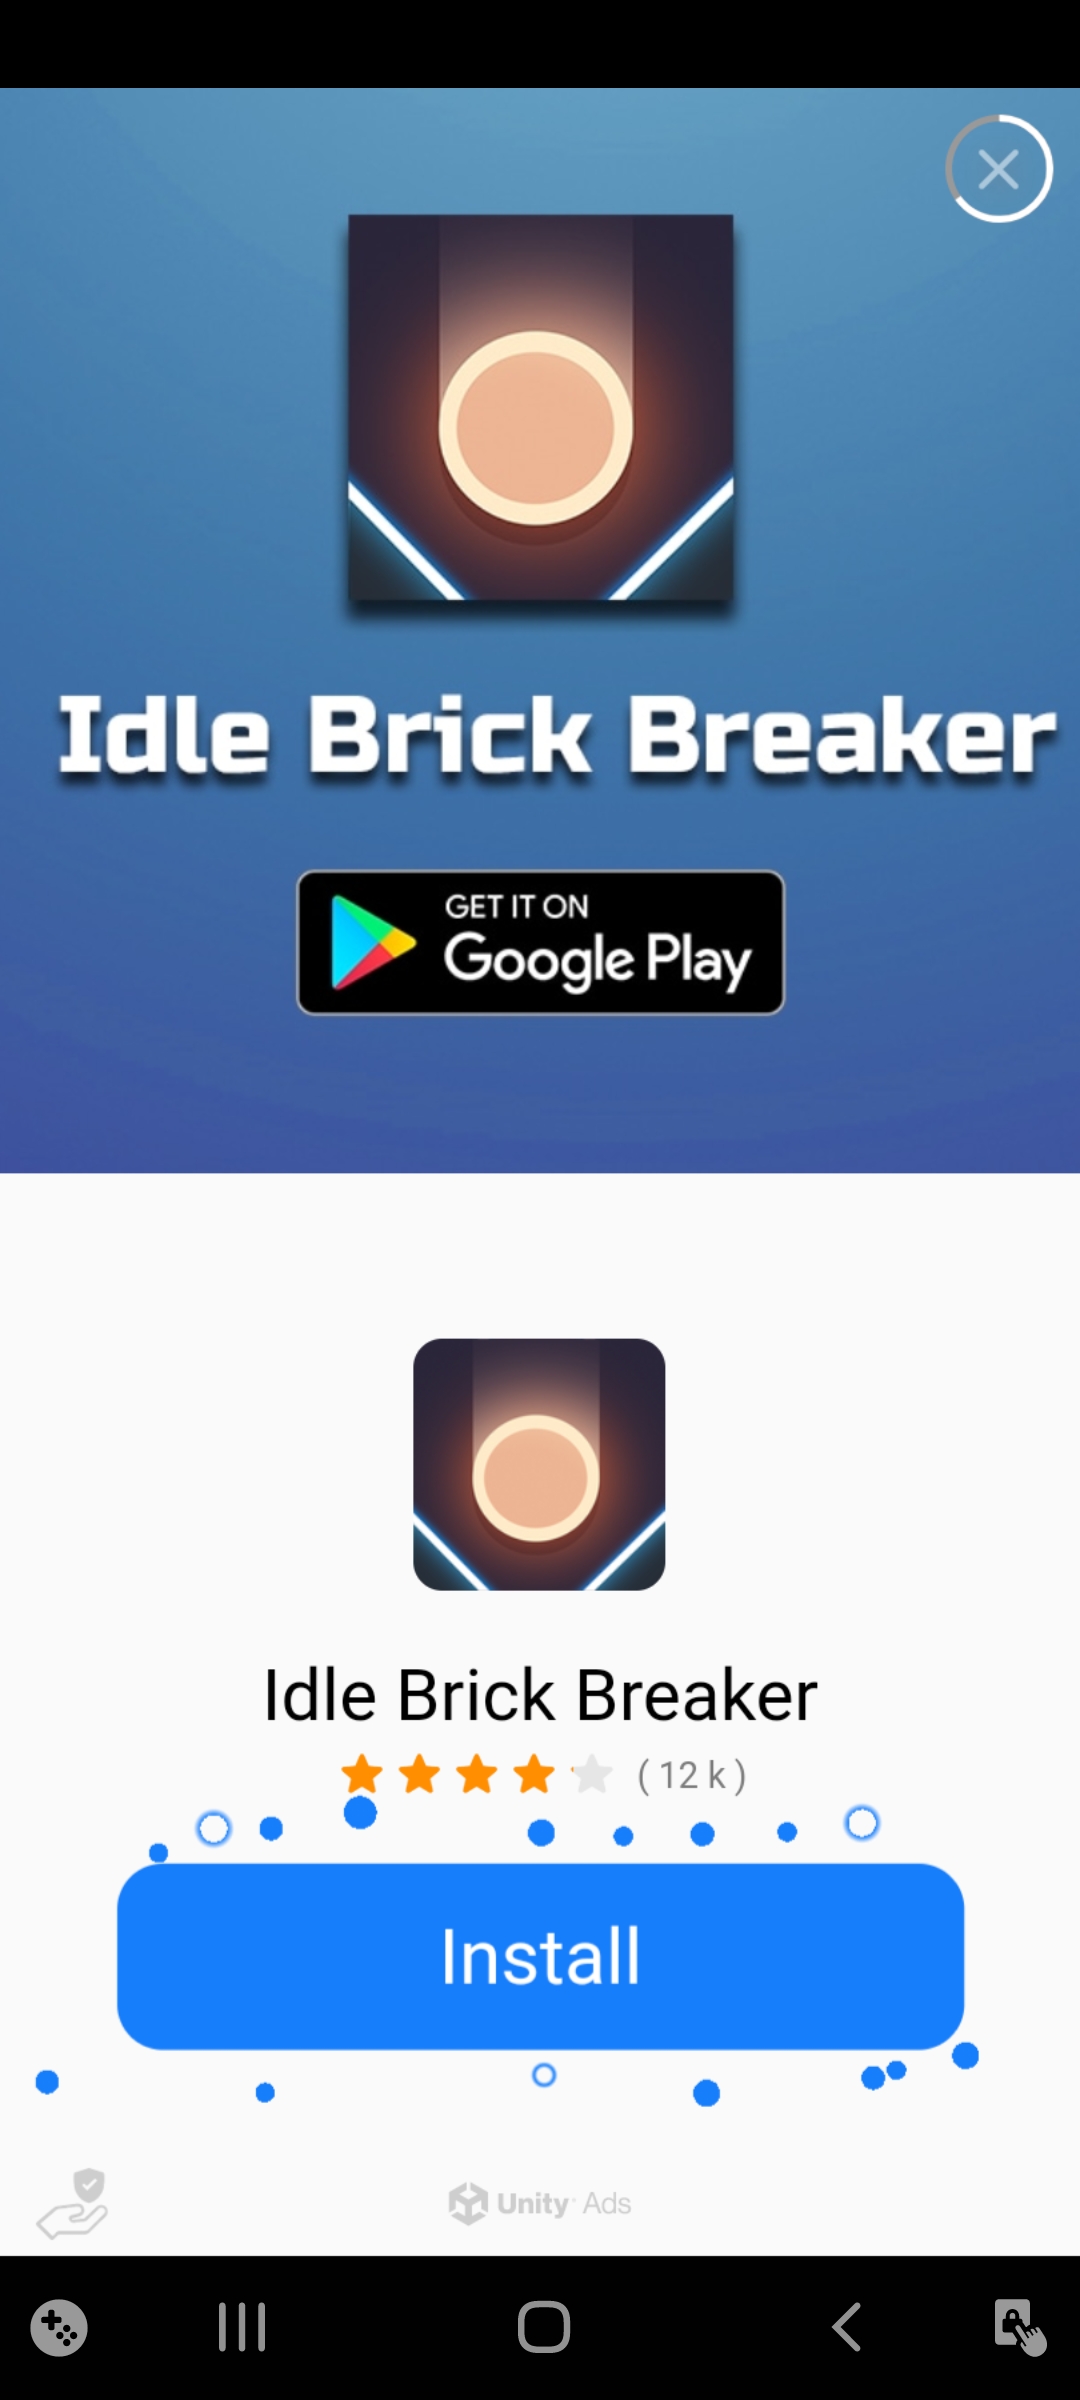 Idle Brick Breaker
GET IT ON
Google Play
Idle Brick Breaker
( 12 k )
Install
Unity Ads